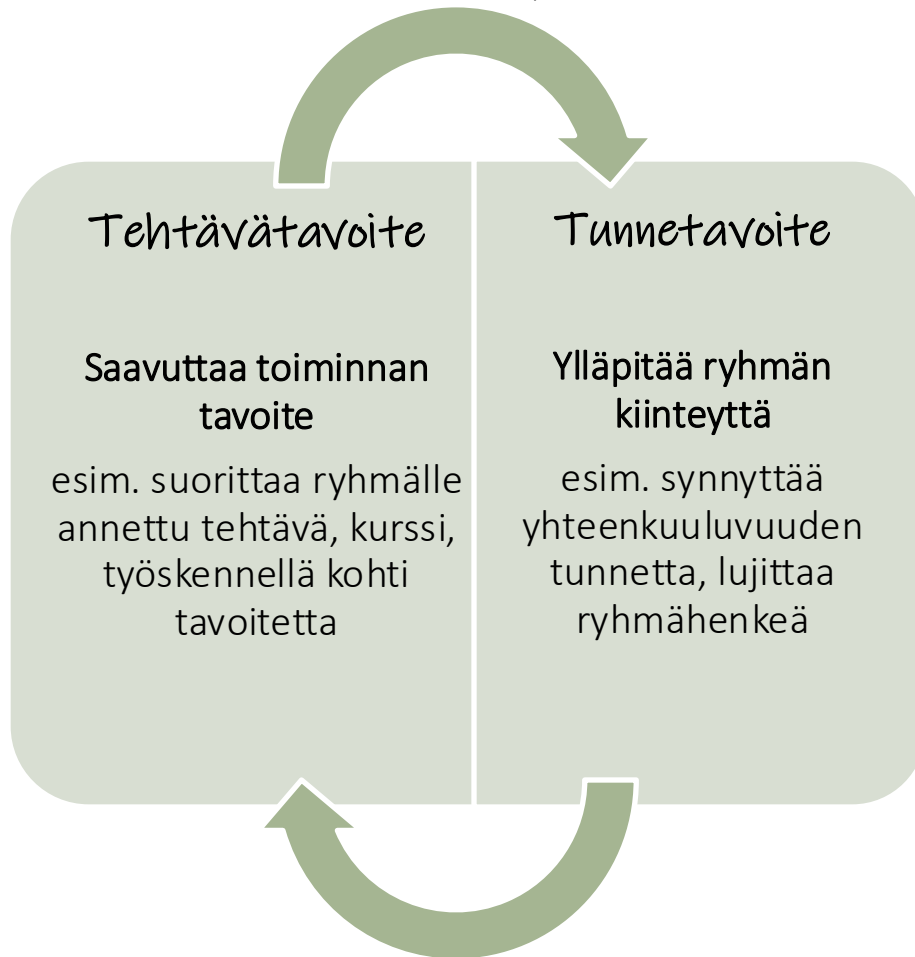 Tehtävätavoite
Saavuttaa toiminnan
tavoite
esim. suorittaa ryhmälle
annettu tehtävä, kurssi,
työskennellä kohti
tavoitetta
Tunnetavoite
Ylläpitää ryhmän
kiinteyttä
esim. synnyttää
yhteenkuuluvuuden
tunnetta, lujittaa
ryhmähenkeä